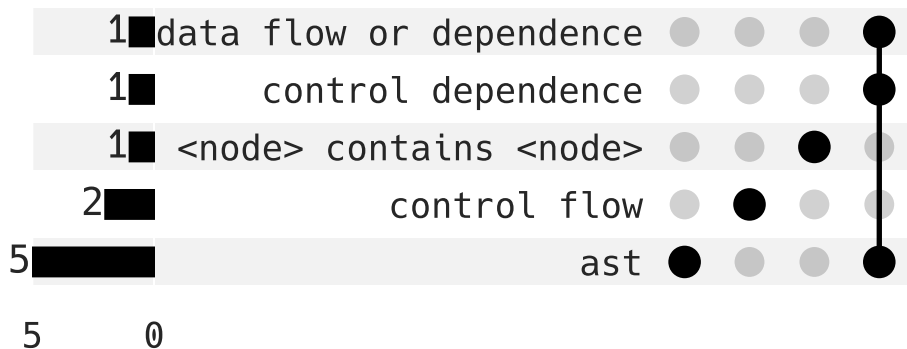 1 data flow or dependence
1 control dependence
1 <node> contains <node>
2 control flow
5 ast
5 0